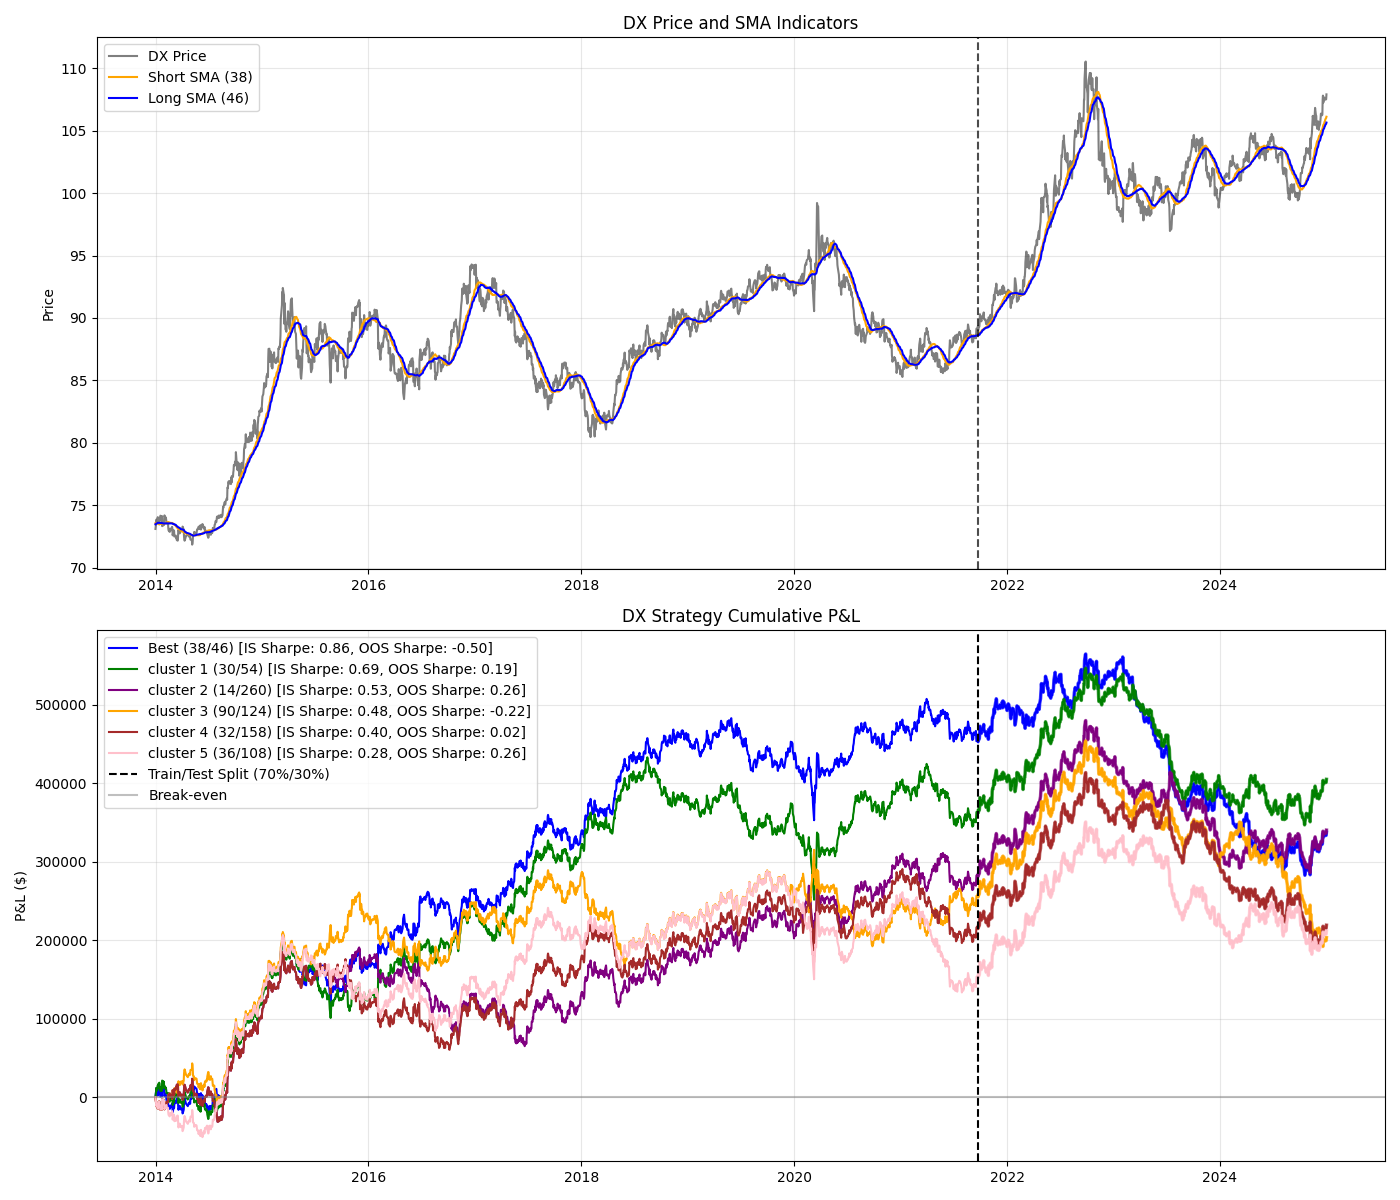 DX Price and SMA Indicators
DX Price
Short SMA (38)
Long SMA (46)
Price
110
105
100
95
90
85
80
75
70
2014
2016
2018
2020
2022
2024
DX Strategy Cumulative P&L
Best (38/46) [IS Sharpe: 0.86, OOS Sharpe: -0.50]
cluster 1 (30/54) [IS Sharpe: 0.69, OOS Sharpe: 0.19]
cluster 2 (14/260) [IS Sharpe: 0.53, OOS Sharpe: 0.26]
cluster 3 (90/124) [IS Sharpe: 0.48, OOS Sharpe: -0.22]
cluster 4 (32/158) [IS Sharpe: 0.40, OOS Sharpe: 0.02]
cluster 5 (36/108) [IS Sharpe: 0.28, OOS Sharpe: 0.26]
Train/Test Split (70%/30%)
Break-even
P&L ($)
500000
400000
300000
200000
100000
0
2014
2016
2018
2020
2022
2024